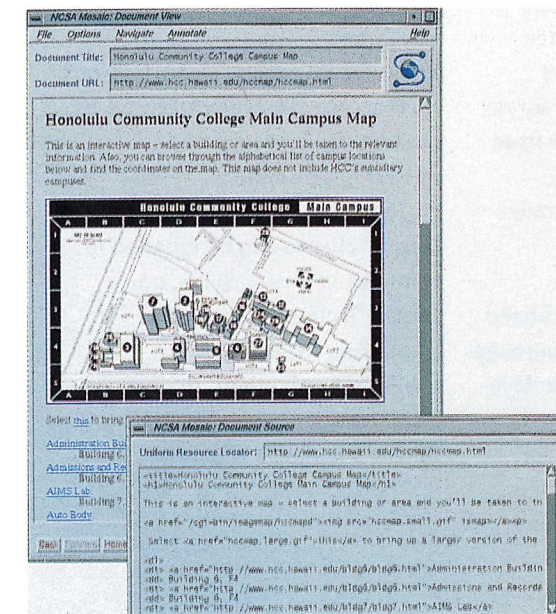 NCSA Mosaic: Document View
File Options Navigate Annotate Help
Document Title: Honolulu Community College Campus Map
Document URL: http://www.hcc.hawaii.edu/hccmap/hccmap.html
Honolulu Community College Main Campus Map
This is an interactive map – select a building or area and you'll be taken to the relevant
information. Also, you can browse through the alphabetical list of campus locations
below and find the coordinates on the map. This map does not include HCC's subsidiary
campuses.
Honolulu Community College Main Campus
A B C D E F G H I
Select this to bring
Administration Bui
Building 6,
Admissions and Rec
Building 6,
AIMS Lab
Building 7,
Auto Body
Back Forward Home
NCSA Mosaic: Document Source
Uniform Resource Locator: http://www.hcc.hawaii.edu/hccmap/hccmap.html
<title>Honolulu Community College Campus Map</title>
<h1>Honolulu Community College Main Campus Map</h1>
This is an interactive map – select a building or area and you'll be taken to th
<a href="/cgi-bin/imagemap/hccmap"><img src="hccmap.small.gif" ismap></a><p>
Select <a href="hccmap.large.gif">this</a> to bring up a larger version of the
<dl>
<dt> <a href="http://www.hcc.hawaii.edu/bldg6/bldg6.html">Administration Buildin
<dd> Building 6, F4
<dt> <a href="http://www.hcc.hawaii.edu/bldg6/bldg6.html">Admissions and Records
<dd> Building 6, F4
<dt> <a href="http://www.hcc.hawaii.edu/bldg7/bldg7.html">AIMS Lab</a>